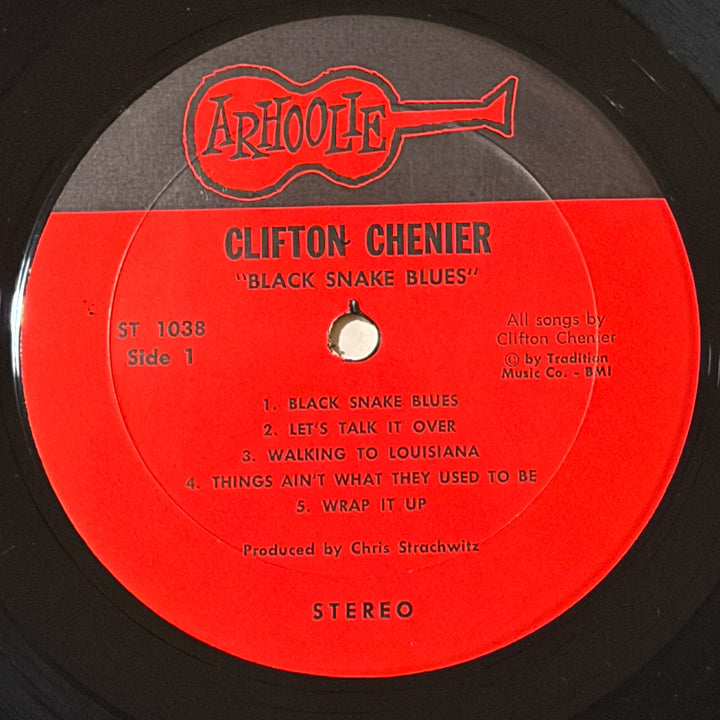 ARHOOLIE
CLIFTON CHENIER
"BLACK SNAKE BLUES"
ST 1038
Side 1
All songs by
Clifton Chenier
© by Tradition
Music Co. - BMI
1. BLACK SNAKE BLUES
2. LET'S TALK IT OVER
3. WALKING TO LOUISIANA
4. THINGS AIN'T WHAT THEY USED TO BE
5. WRAP IT UP
Produced by Chris Strachwitz
STEREO